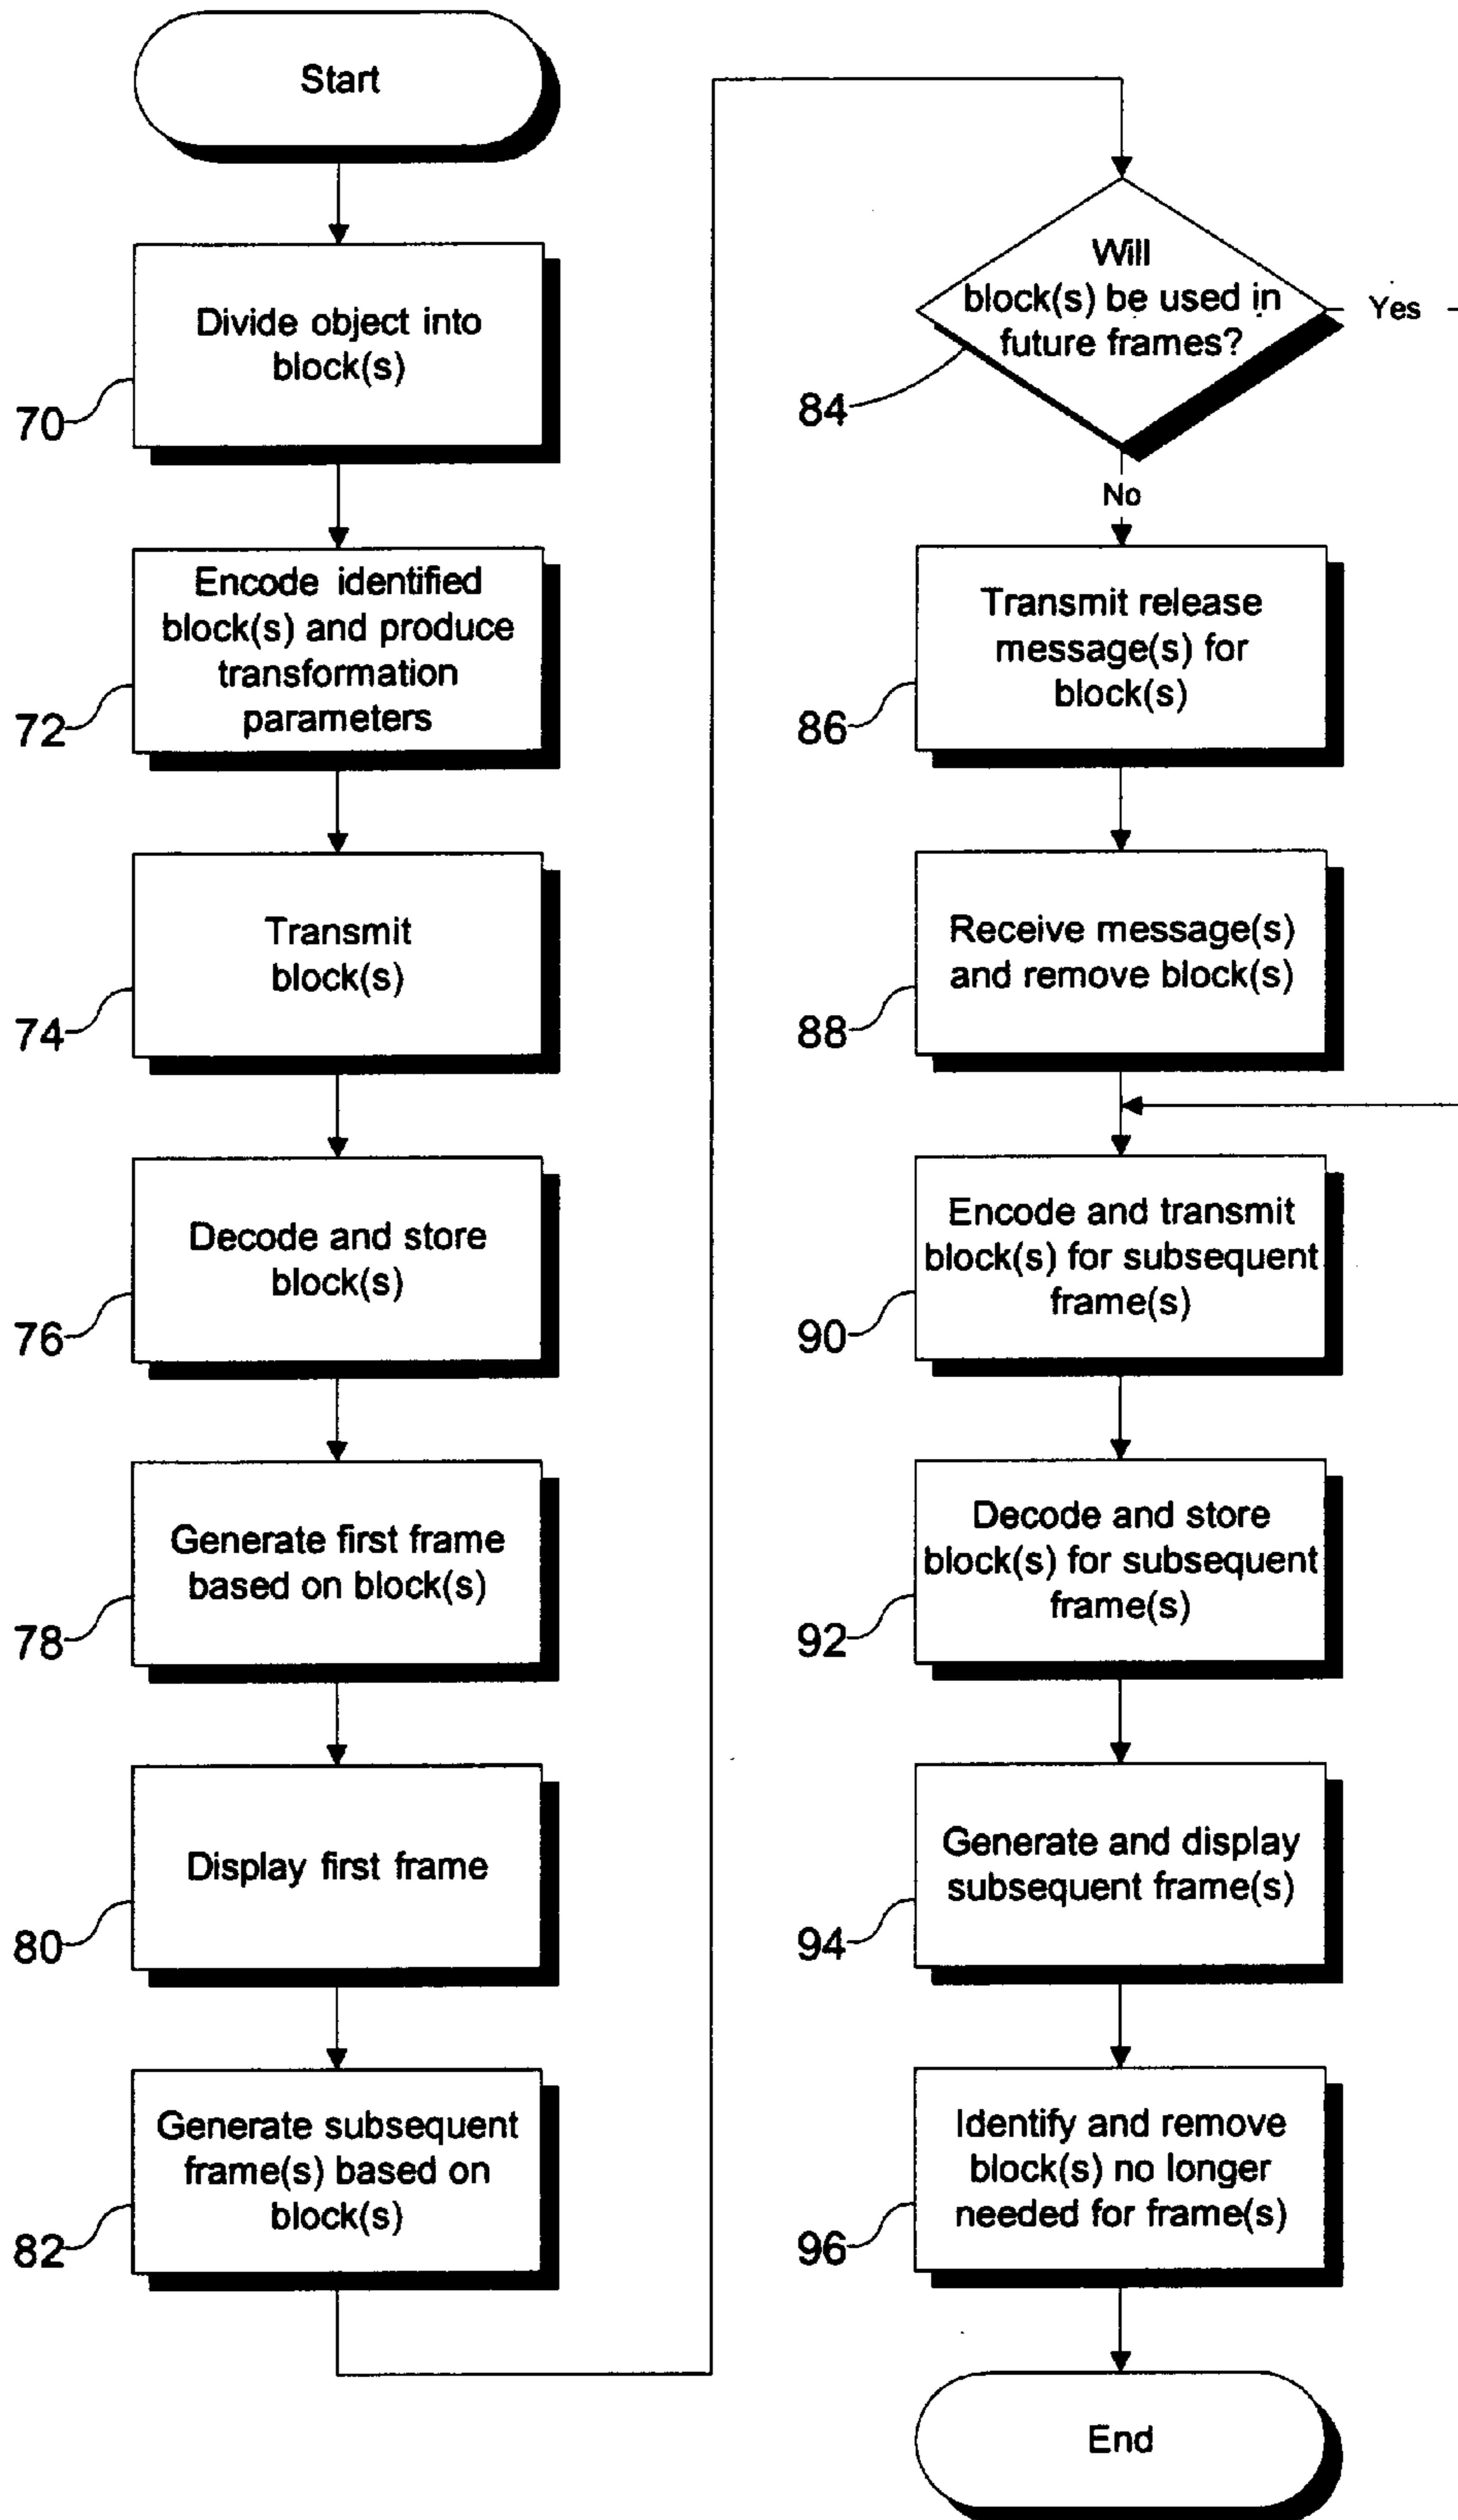 Start
Divide object into
block(s)
70
Encode identified
block(s) and produce
transformation
parameters
72
Transmit
block(s)
74
Decode and store
block(s)
76
Generate first frame
based on block(s)
78
Display first frame
80
Generate subsequent
frame(s) based on
block(s)
82
Will
block(s) be used in
future frames?
Yes
84
No
Transmit release
message(s) for
block(s)
86
Receive message(s)
and remove block(s)
88
Encode and transmit
block(s) for subsequent
frame(s)
90
Decode and store
block(s) for subsequent
frame(s)
92
Generate and display
subsequent frame(s)
94
Identify and remove
block(s) no longer
needed for frame(s)
96
End